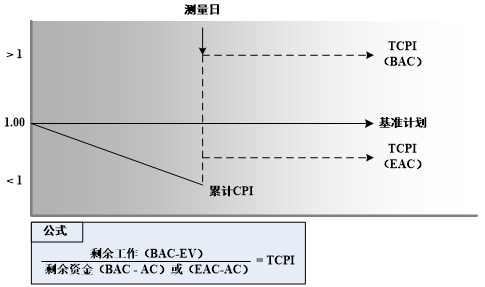 测量日
>1
TCPI
（BAC）
1.00
基准计划
TCPI
（EAC）
<1
累计CPI
公式
剩余工作（BAC-EV）
剩余资金（BAC - AC）或（EAC-AC）
= TCPI